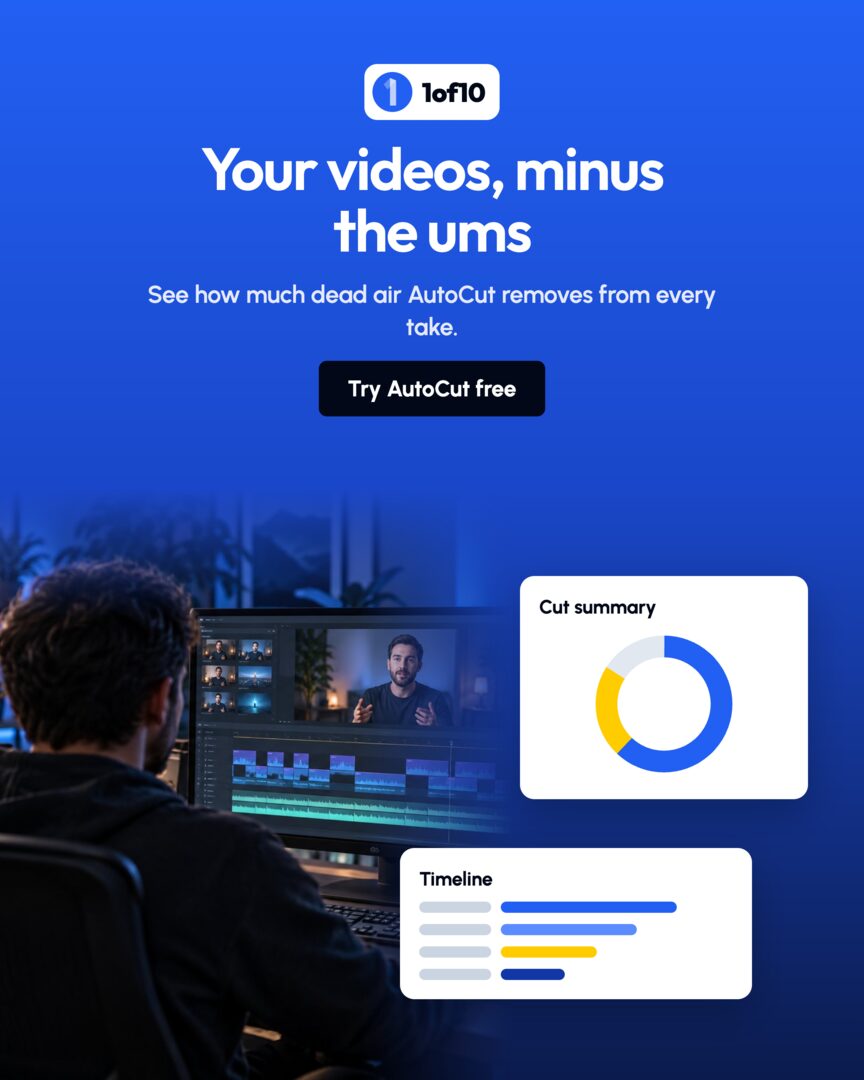 1of10
Your videos, minus
the ums
See how much dead air AutoCut removes from every
take.
Try AutoCut free
Cut summary
Timeline